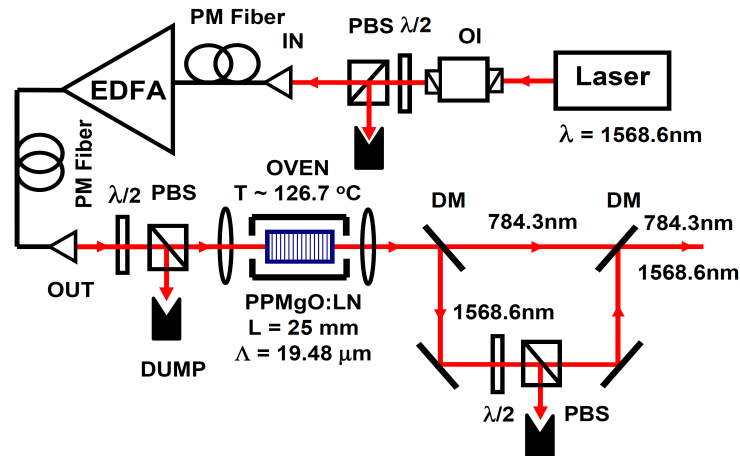 PM Fiber
IN
PBS λ/2
OI
Laser
λ = 1568.6nm
EDFA
PM Fiber
OUT
λ/2
PBS
DUMP
OVEN
T ~ 126.7 °C
PPMgO:LN
L = 25 mm
Λ = 19.48 μm
DM
784.3nm
DM
784.3nm
1568.6nm
1568.6nm
λ/2
PBS